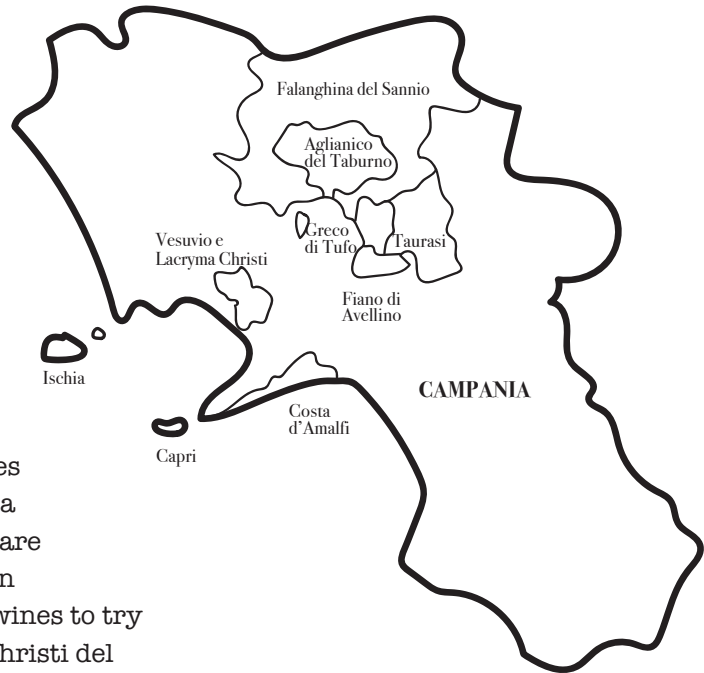 Falanghina del Sannio
Aglianico
del Taburno
Greco
di Tufo
Taurasi
Vesuvio e
Lacryma Christi
Fiano di
Avellino
Ischia
CAMPANIA
Costa
d’Amalfi
Capri
es
a
are
n
wines to try
hristi del